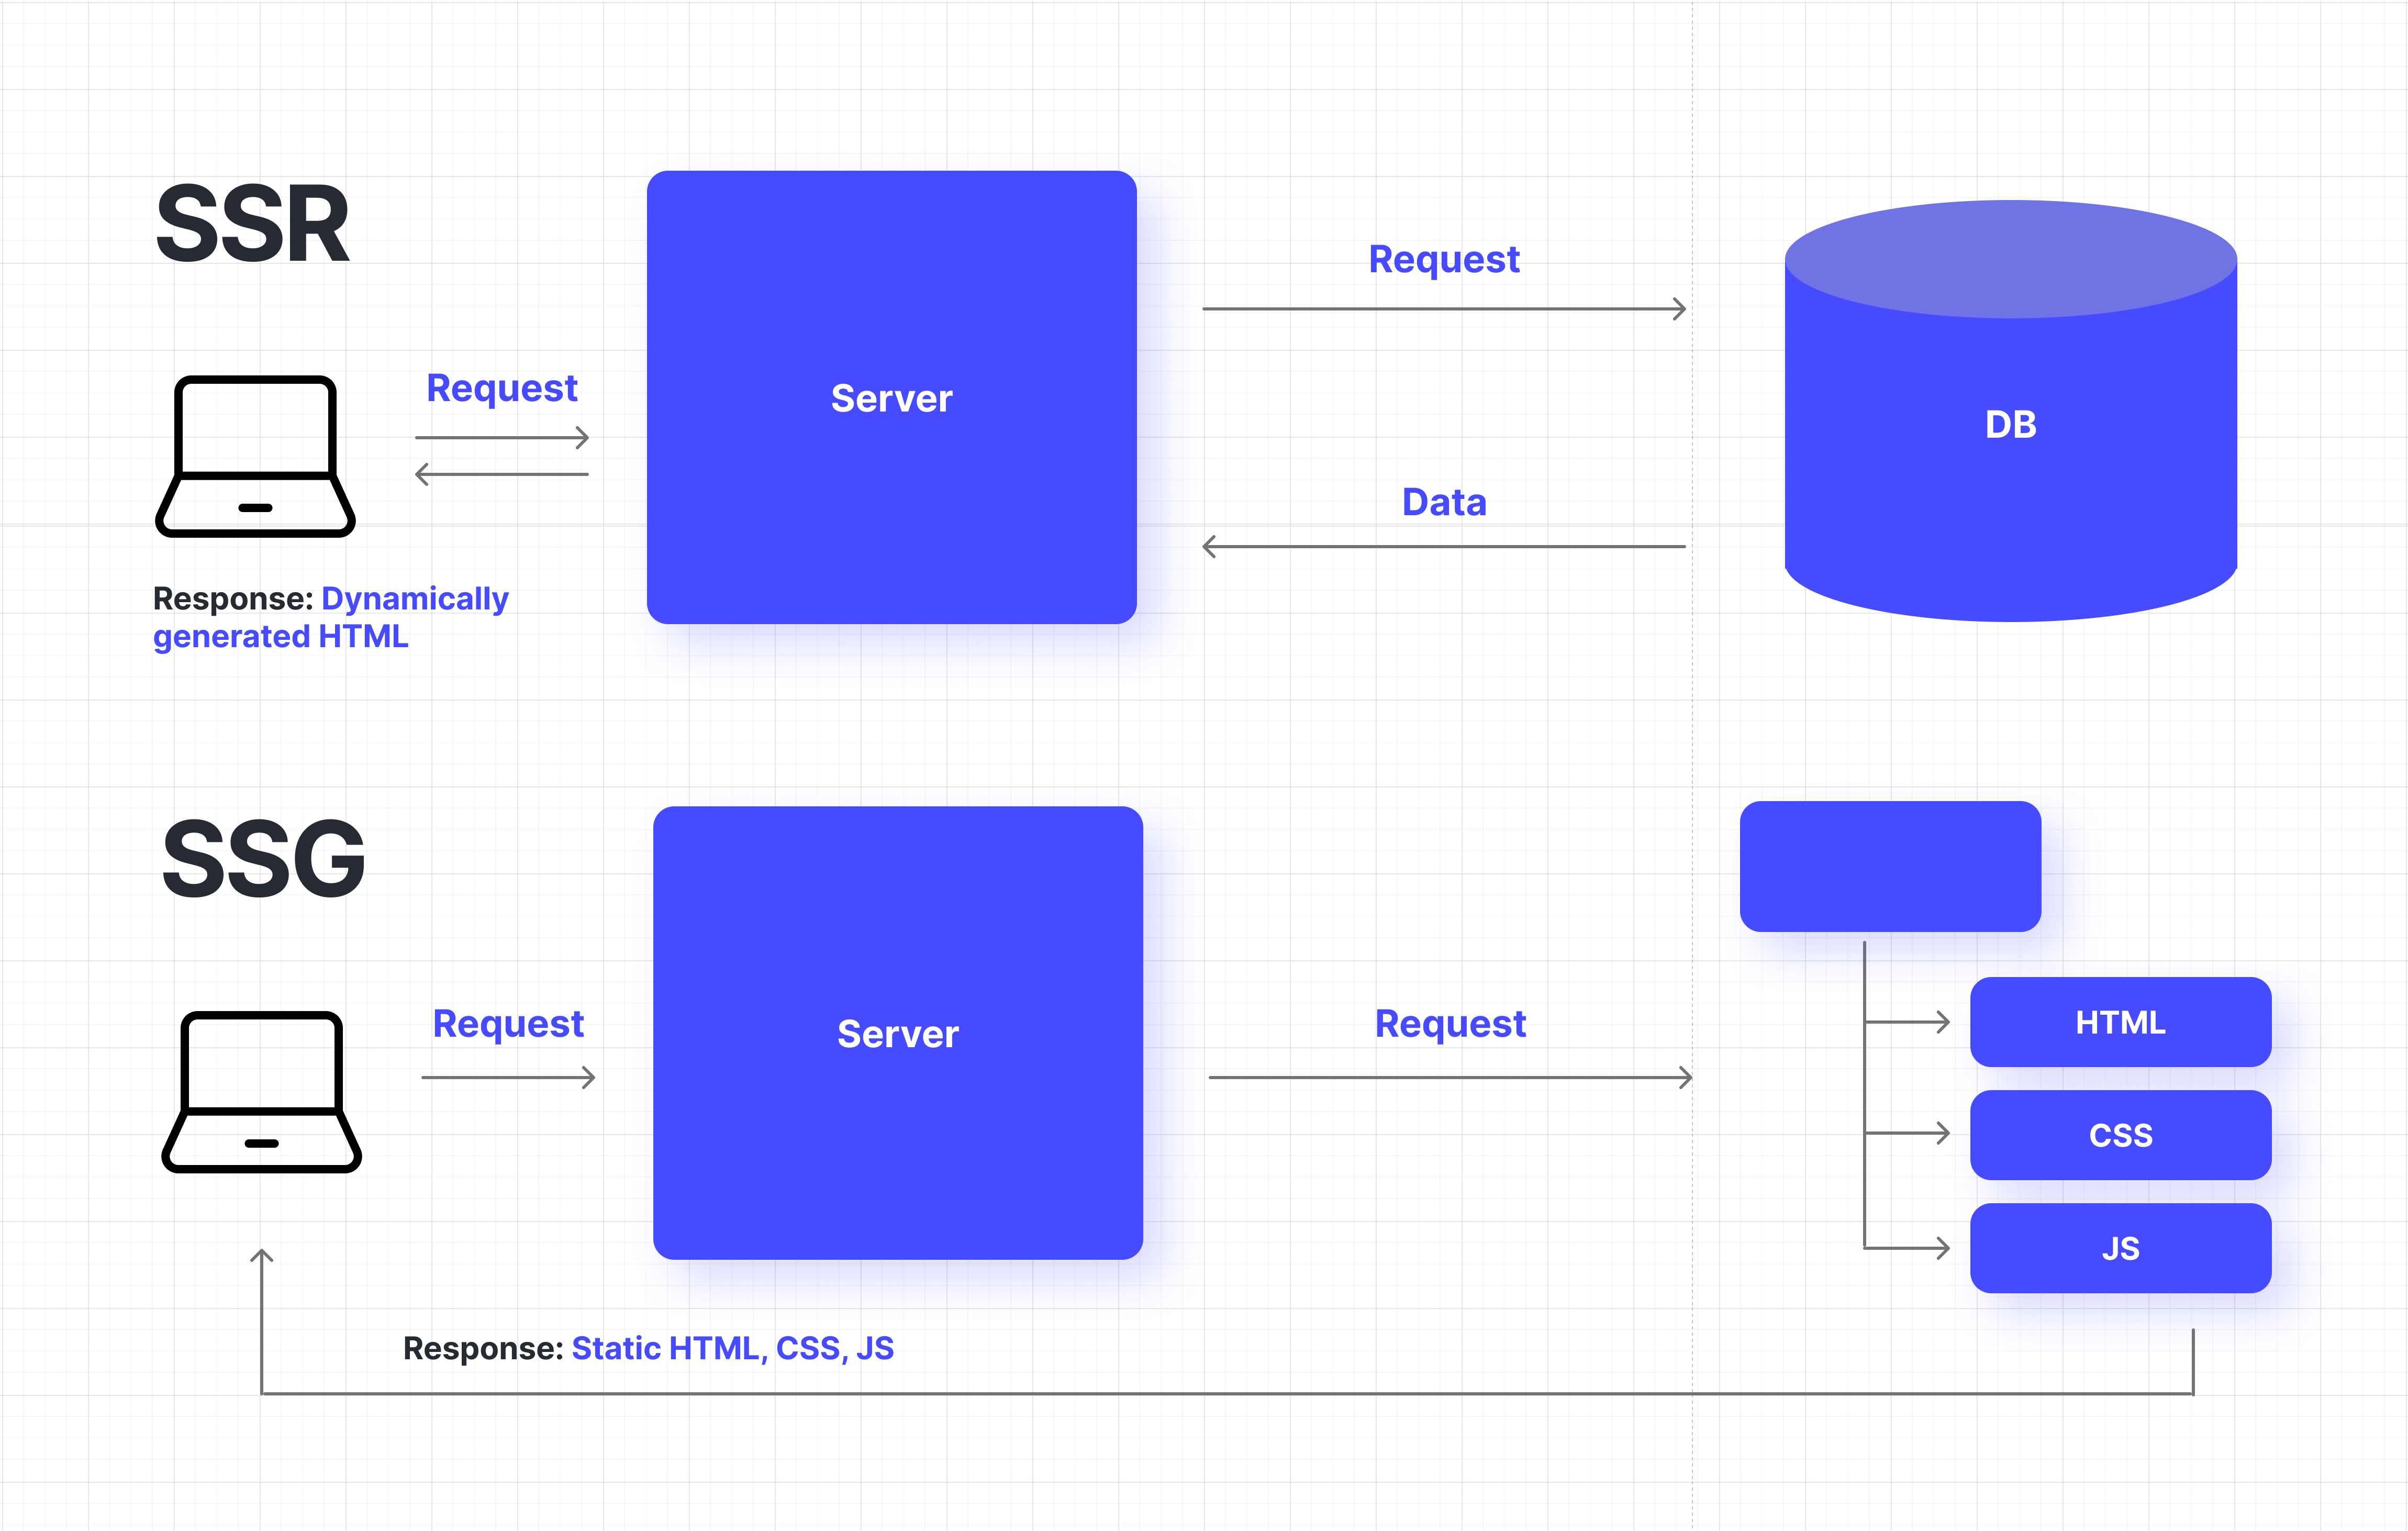 SSR
Request
Server
Request
Data
DB
Response: Dynamically
generated HTML
SSG
Request
Server
Request
HTML
CSS
JS
Response: Static HTML, CSS, JS